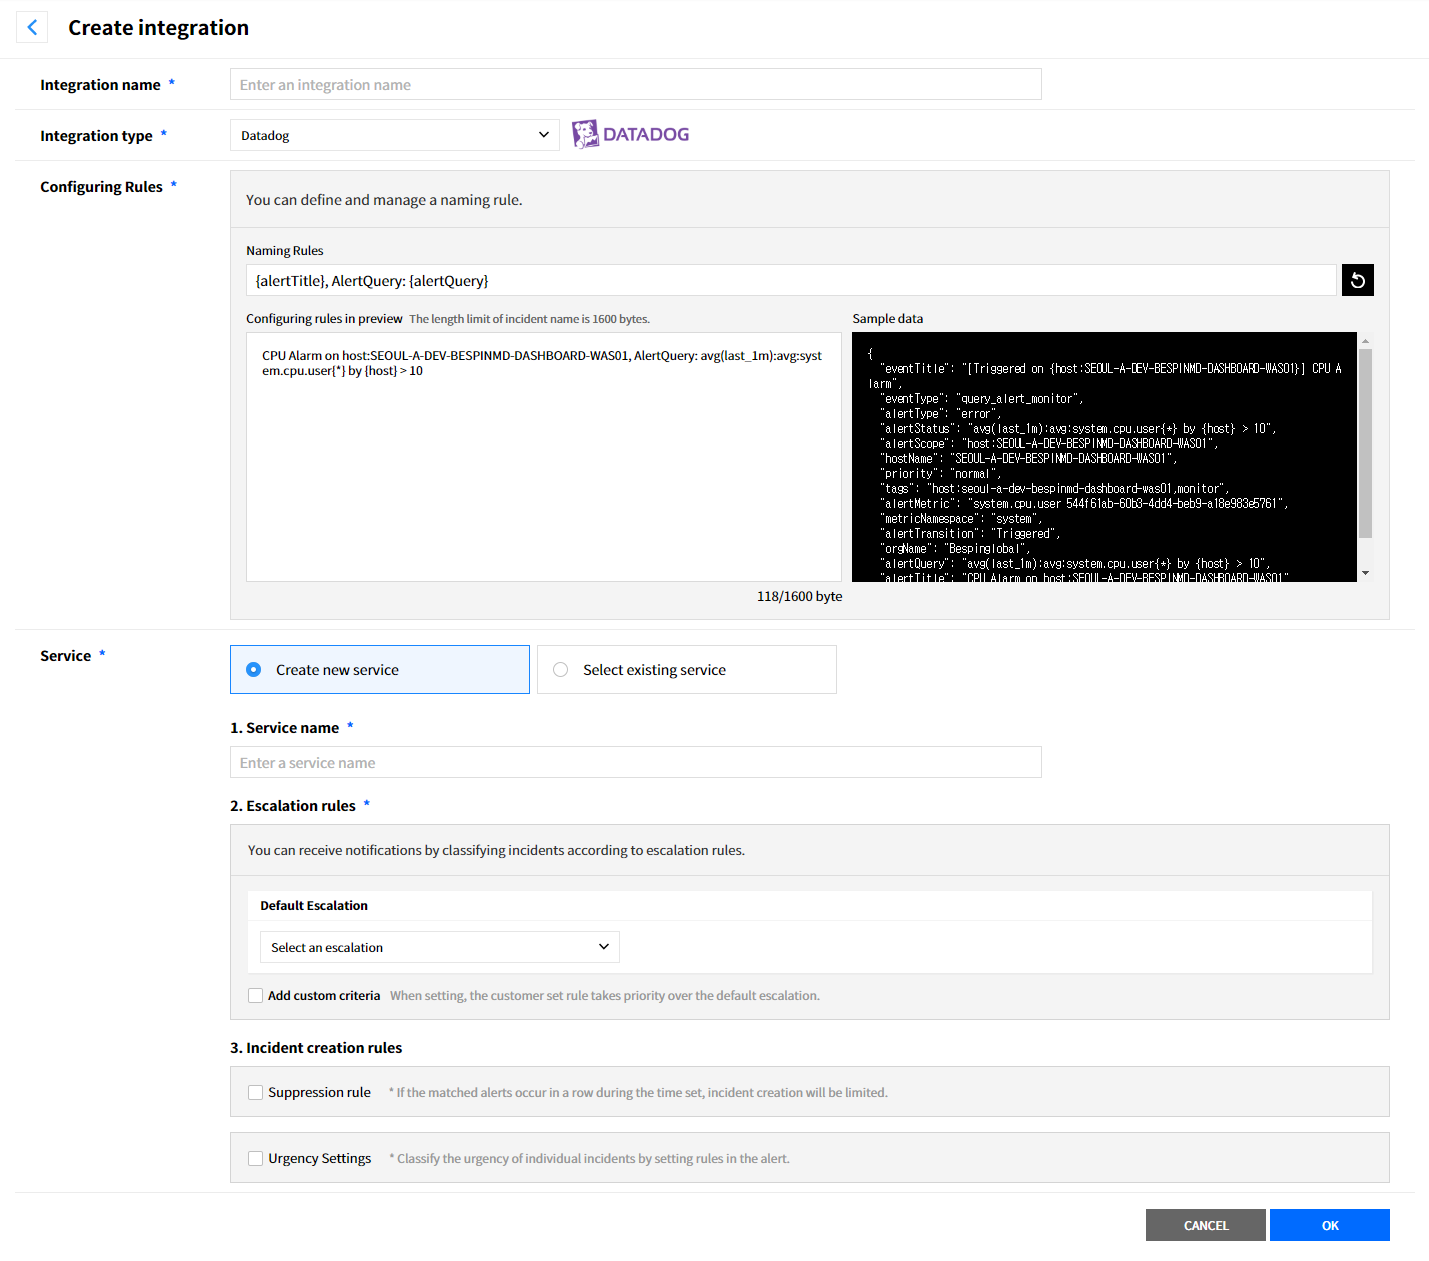 Create integration
Integration name *
Enter an integration name
Integration type *
Datadog
DATADOG
Configuring Rules *
You can define and manage a naming rule.
Naming Rules
{alertTitle}, AlertQuery: {alertQuery}
Configuring rules in preview The length limit of incident name is 1600 bytes.
CPU Alarm on host:SEOUL-A-DEV-BESPINMD-DASHBOARD-WAS01, AlertQuery: avg(last_1m):avg:syst
em.cpu.user{*} by {host} > 10
118/1600 byte
Sample data
{
"eventTitle": "[Triggered on {host:SEOUL-A-DEV-BESPINMD-DASHBOARD-WAS01}] CPU A
larm",
"eventType": "query_alert_monitor",
"alertType": "error",
"alertStatus": "avg(last_1m):avg:system.cpu.user{*} by {host} > 10",
"alertScope": "host:SEOUL-A-DEV-BESPINMD-DASHBOARD-WAS01",
"hostName": "SEOUL-A-DEV-BESPINMD-DASHBOARD-WAS01",
"priority": "normal",
"tags": "host:seoul-a-dev-bespinmd-dashboard-was01,monitor",
"alertMetric": "system.cpu.user 544f61ab-60b3-4dd4-beb9-a18e983e5761",
"metricNamespace": "system",
"alertTransition": "Triggered",
"orgName": "Bespinglobal",
"alertQuery": "avg(last_1m):avg:system.cpu.user{*} by {host} > 10",
"alertTitle": "CPU Alarm on host:SEOUL-A-DEV-BESPINMD-DASHBOARD-WAS01"
Service *
Create new service
Select existing service
1. Service name *
Enter a service name
2. Escalation rules *
You can receive notifications by classifying incidents according to escalation rules.
Default Escalation
Select an escalation
Add custom criteria When setting, the customer set rule takes priority over the default escalation.
3. Incident creation rules
Suppression rule * If the matched alerts occur in a row during the time set, incident creation will be limited.
Urgency Settings * Classify the urgency of individual incidents by setting rules in the alert.
CANCEL
OK